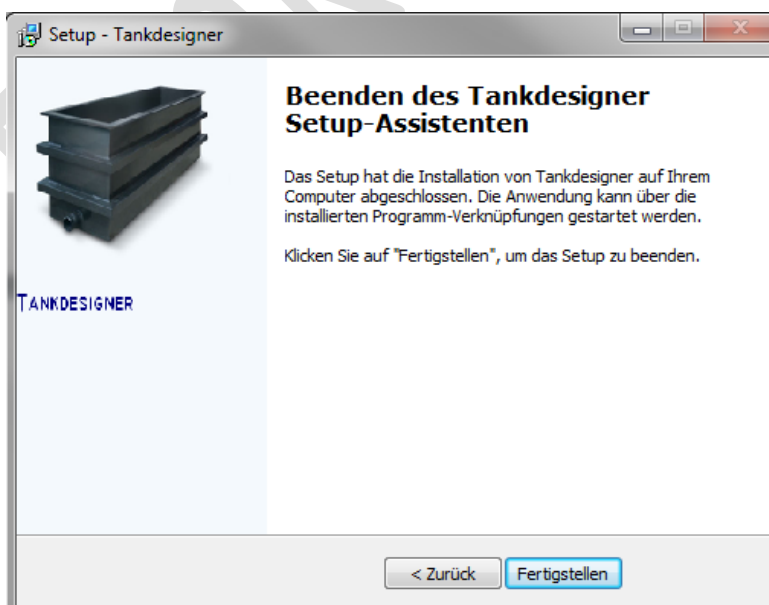 Setup - Tankdesigner
Beenden des Tankdesigner
Setup-Assistenten
Das Setup hat die Installation von Tankdesigner auf Ihrem
Computer abgeschlossen. Die Anwendung kann über die
installierten Programm-Verknüpfungen gestartet werden.
Klicken Sie auf "Fertigstellen", um das Setup zu beenden.
TANKDESIGNER
< Zurück
Fertigstellen